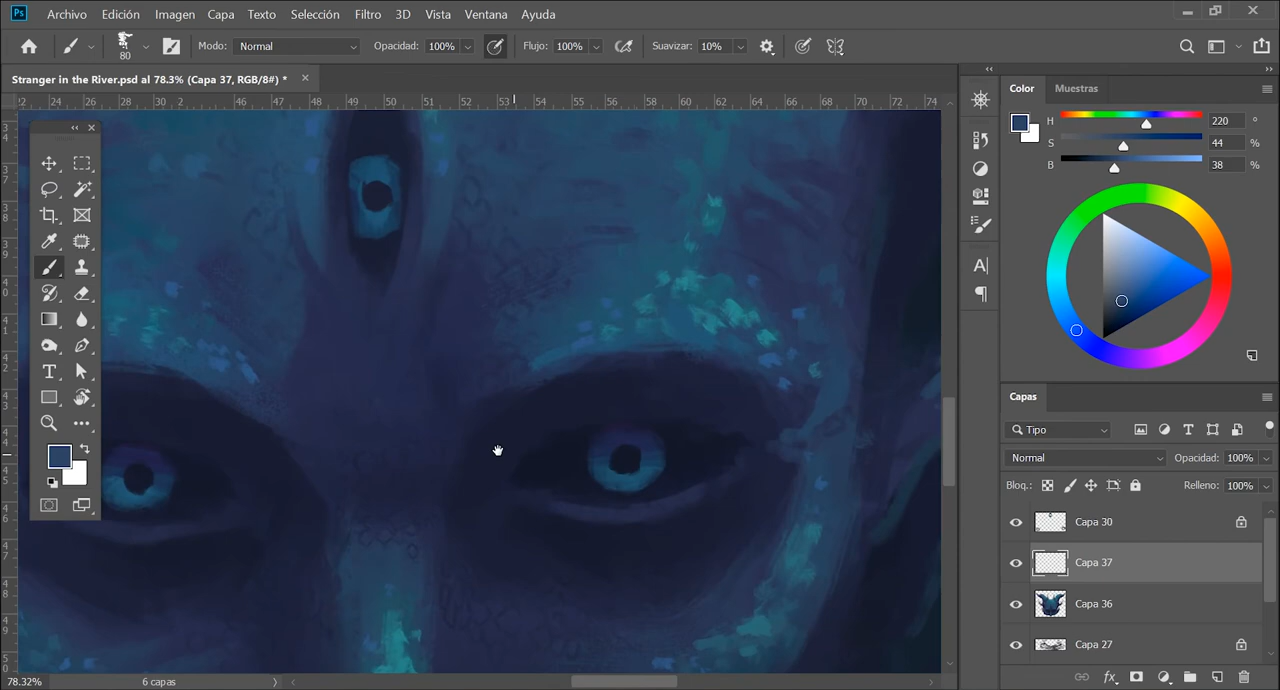 Ps Archivo Edición Imagen Capa Texto Selección Filtro 3D Vista Ventana Ayuda
80 Modo: Normal Opacidad: 100% Flujo: 100% Suavizar: 10%
Stranger in the River.psd al 78.3% (Capa 37, RGB/8#) * ×
24 26 28 30 2 46 47 48 49 50 51 52 53 54 55 56 58 60 62 64 66 68 70 72 74
Color Muestras
H 220 °
S 44 %
B 38 %
Capas
Tipo
Normal Opacidad: 100%
Bloq.: Relleno: 100%
Capa 30
Capa 37
Capa 36
Capa 27
78.32% 6 capas